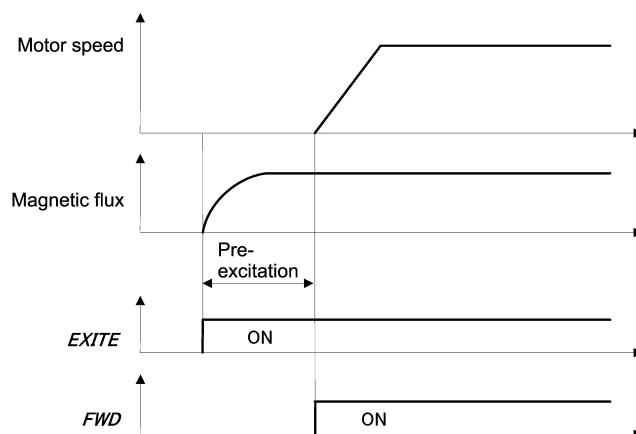 Motor speed
Magnetic flux
Pre-
excitation
EXITE
ON
FWD
ON